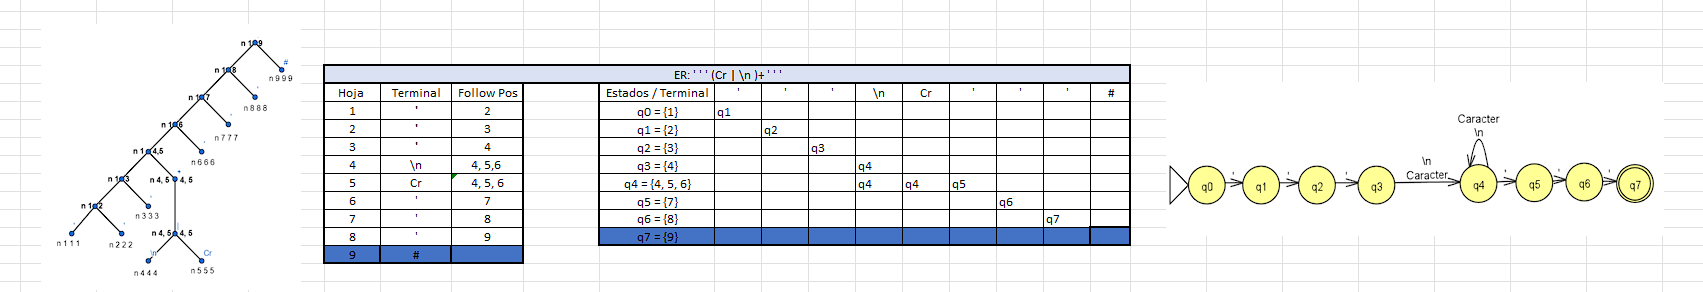 n 1 9
#
n 1 8
n 9 9 9
n 1 7
'
n 8 8 8
n 1 6
'
n 7 7 7
n 1 4,5
'
n 6 6 6
n 1 3
+
n 4, 5 4, 5
n 1 2
'
n 3 3 3
'
'
|
n 1 1 1
n 2 2 2
n 4, 5 4, 5
\n
Cr
n 4 4 4
n 5 5 5
ER: ' ' ' (Cr | \n )+ ' ' '
Hoja Terminal Follow Pos
1 ' 2
2 ' 3
3 ' 4
4 \n 4, 5,6
5 Cr 4, 5, 6
6 ' 7
7 ' 8
8 ' 9
9 #
Estados / Terminal ' ' ' \n Cr ' ' ' #
q0 = {1} q1
q1 = {2} q2
q2 = {3} q3
q3 = {4} q4
q4 = {4, 5, 6} q4 q4 q5
q5 = {7} q6
q6 = {8} q7
q7 = {9}
Caracter
\n
\n
Caracter
q0 ' q1 ' q2 ' q3 q4 ' q5 ' q6 ' q7